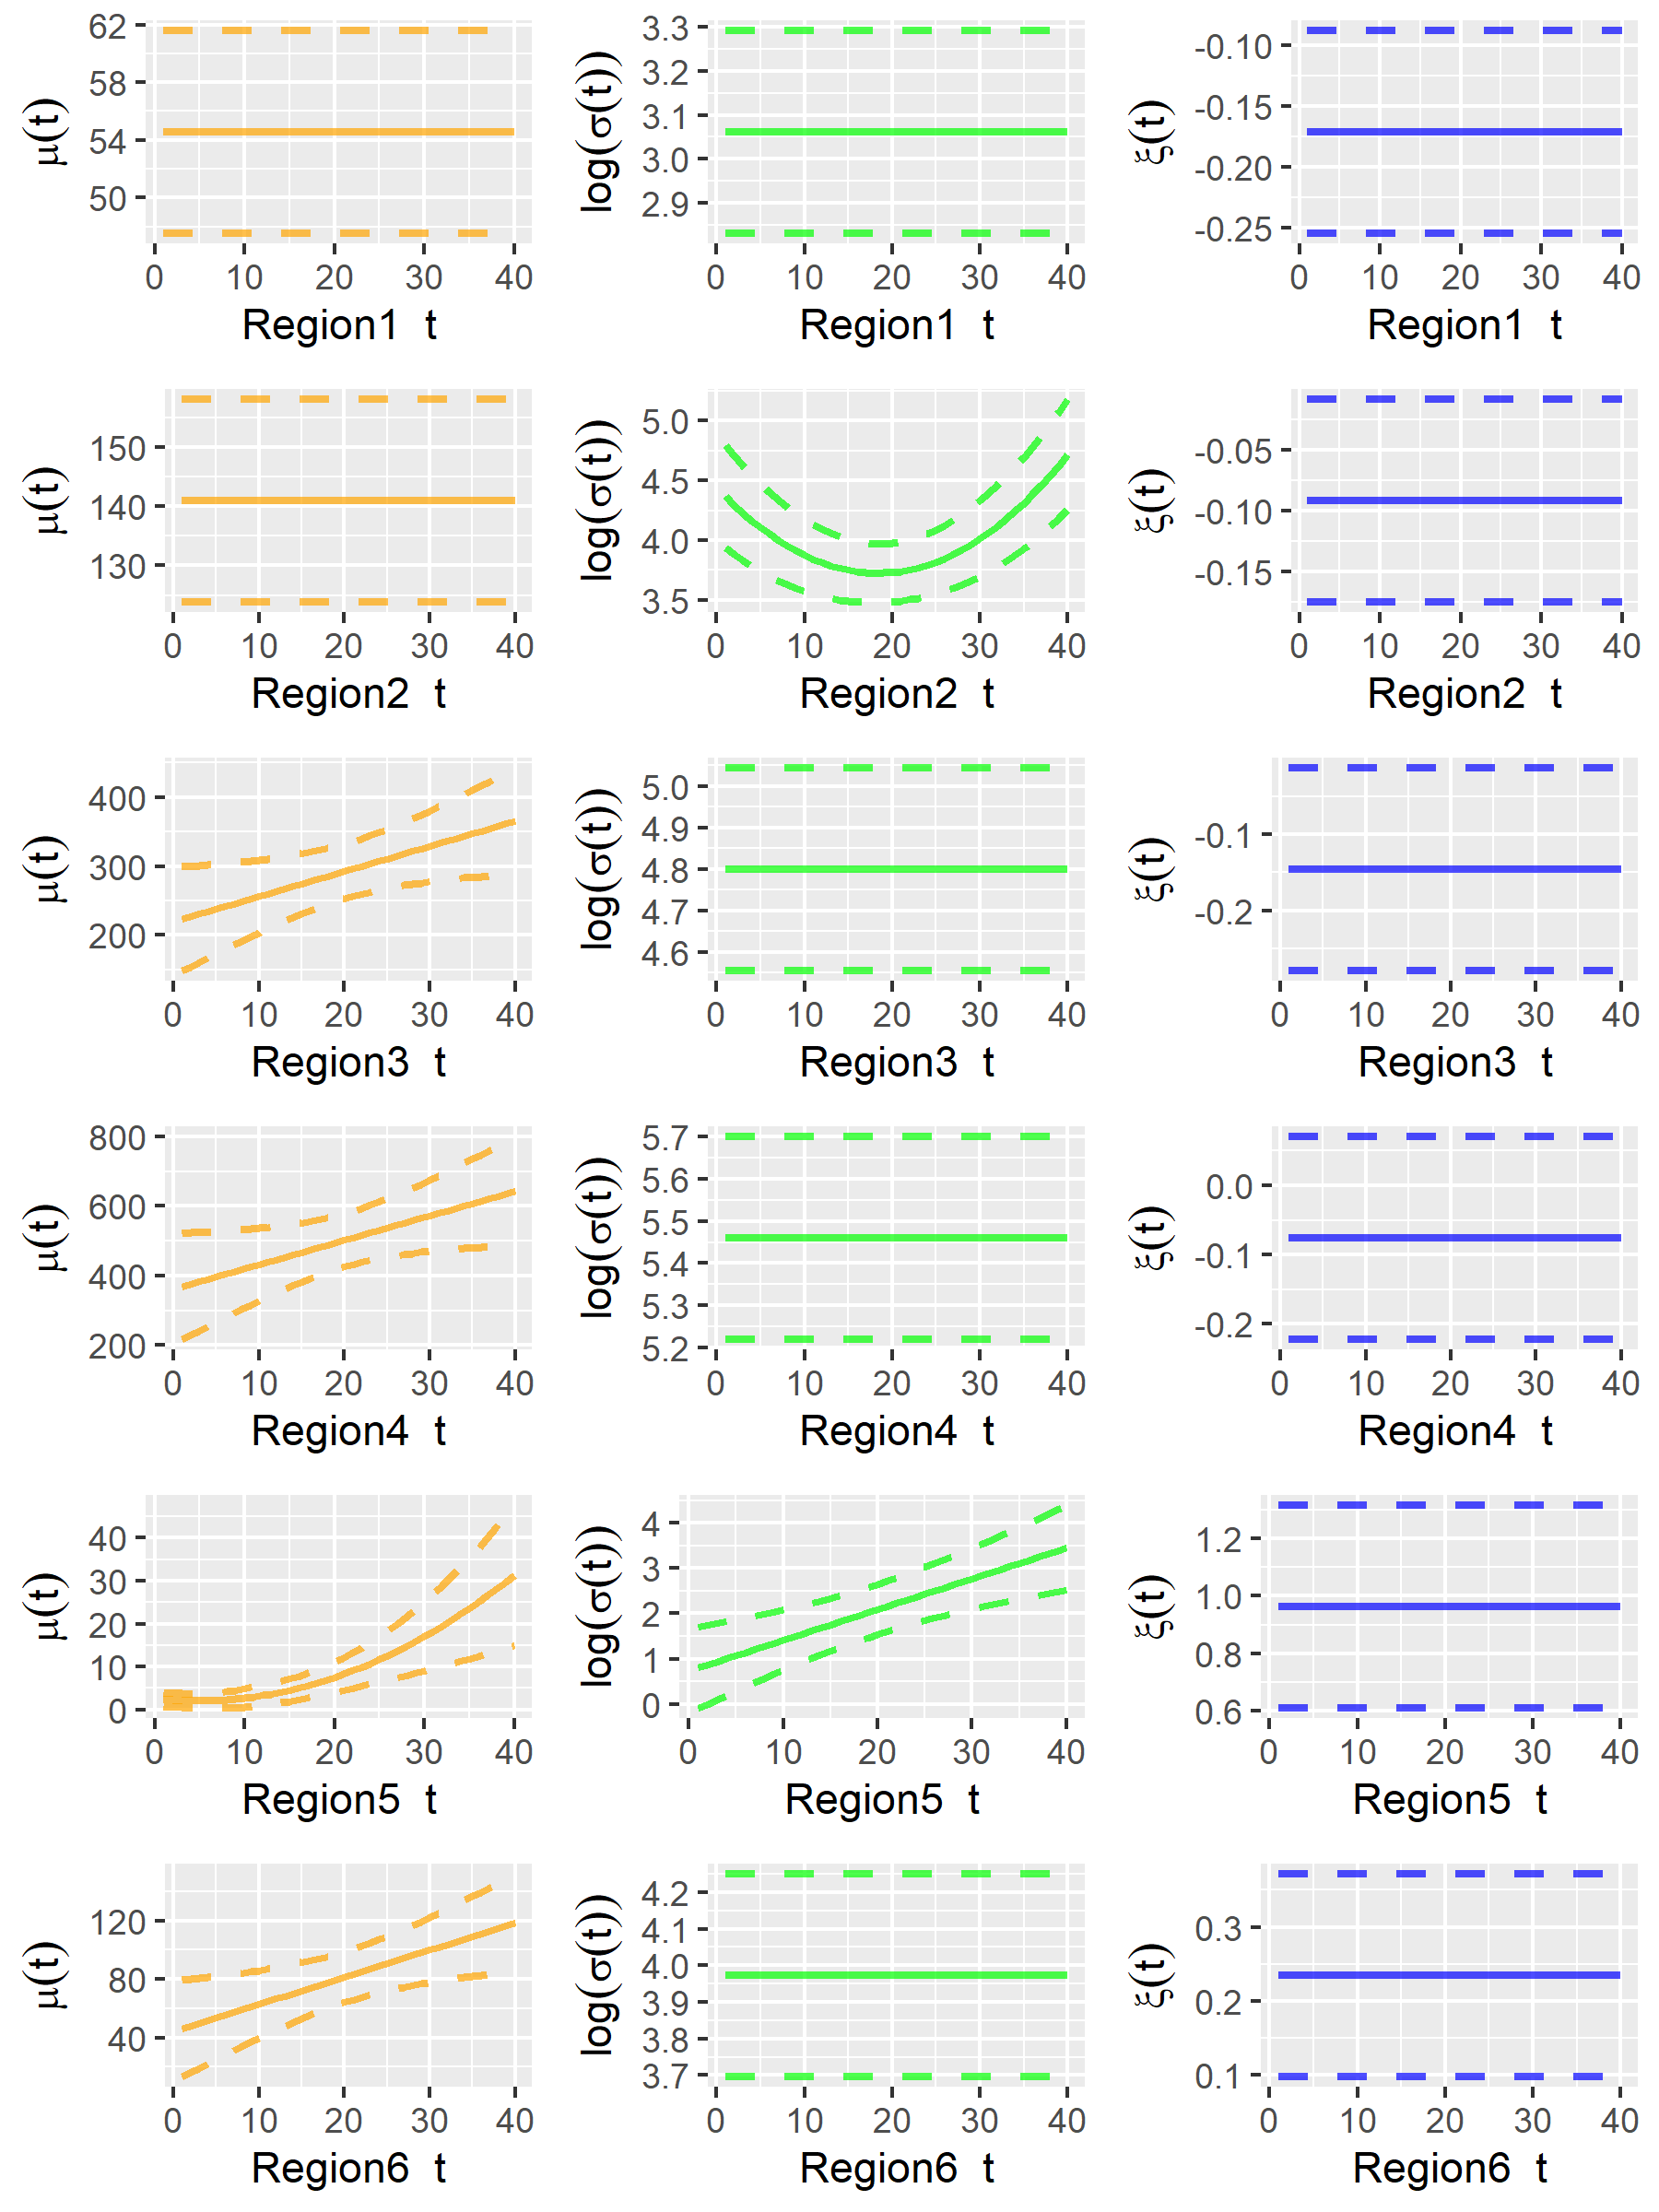 62
58
54
50
μ(t)
0 10 20 30 40
Region1 t
3.3
3.2
3.1
3.0
2.9
log(σ(t))
0 10 20 30 40
Region1 t
-0.10
-0.15
-0.20
-0.25
ξ(t)
0 10 20 30 40
Region1 t
150
140
130
μ(t)
0 10 20 30 40
Region2 t
5.0
4.5
4.0
3.5
log(σ(t))
0 10 20 30 40
Region2 t
-0.05
-0.10
-0.15
ξ(t)
0 10 20 30 40
Region2 t
400
300
200
μ(t)
0 10 20 30 40
Region3 t
5.0
4.9
4.8
4.7
4.6
log(σ(t))
0 10 20 30 40
Region3 t
-0.1
-0.2
ξ(t)
0 10 20 30 40
Region3 t
800
600
400
200
μ(t)
0 10 20 30 40
Region4 t
5.7
5.6
5.5
5.4
5.3
5.2
log(σ(t))
0 10 20 30 40
Region4 t
0.0
-0.1
-0.2
ξ(t)
0 10 20 30 40
Region4 t
40
30
20
10
0
μ(t)
0 10 20 30 40
Region5 t
4
3
2
1
0
log(σ(t))
0 10 20 30 40
Region5 t
1.2
1.0
0.8
0.6
ξ(t)
0 10 20 30 40
Region5 t
120
80
40
μ(t)
0 10 20 30 40
Region6 t
4.2
4.1
4.0
3.9
3.8
3.7
log(σ(t))
0 10 20 30 40
Region6 t
0.3
0.2
0.1
ξ(t)
0 10 20 30 40
Region6 t